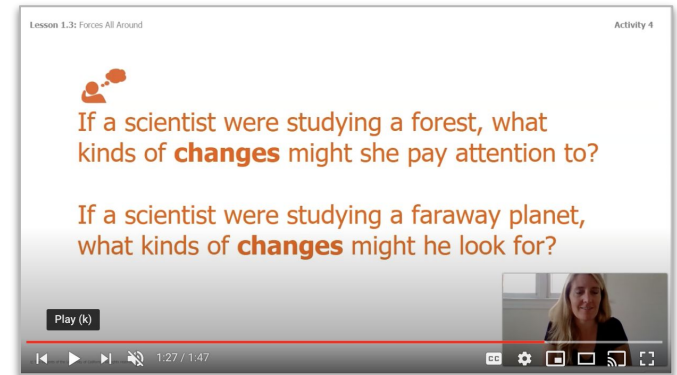 Lesson 1.3: Forces All Around
Activity 4
If a scientist were studying a forest, what
kinds of changes might she pay attention to?
If a scientist were studying a faraway planet,
what kinds of changes might he look for?
Play (k)
1:27 / 1:47
CC